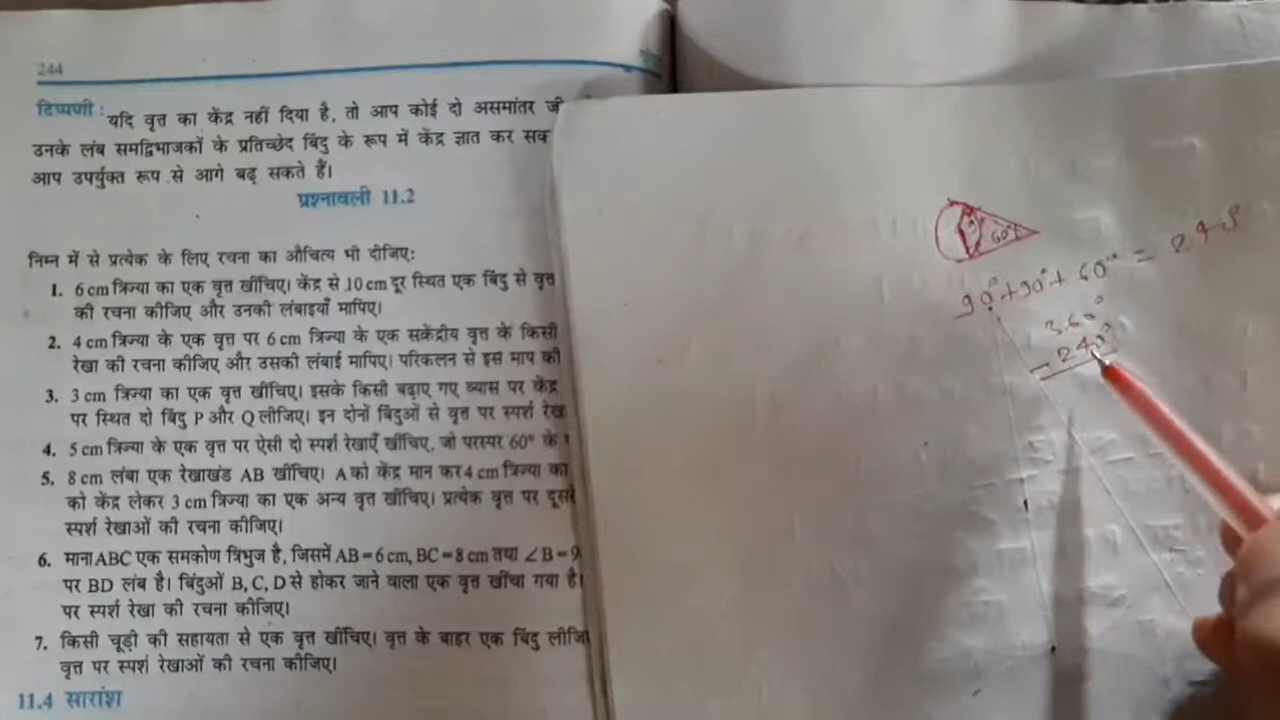 244
टिप्पणी: यदि वृत्त का केंद्र नहीं दिया है, तो आप कोई दो असमांतर
उनके लंब समद्विभाजकों के प्रतिच्छेद बिंदु के रूप में केंद्र ज्ञात कर सक
आप उपर्युक्त रूप से आगे बढ़ सकते हैं।
प्रश्नावली 11.2
निम्न में से प्रत्येक के लिए रचना का औचित्य भी दीजिए:
1. 6 cm त्रिज्या का एक वृत्त खींचिए। केंद्र से 10 cm दूर स्थित एक बिंदु से वृत्त
की रचना कीजिए और उनकी लंबाइयाँ मापिए।
2. 4 cm त्रिज्या के एक वृत्त पर 6 cm त्रिज्या के एक सकेंद्रीय वृत्त के किसी
रेखा की रचना कीजिए और उसकी लंबाई मापिए। परिकलन से इस माप की
3. 3 cm त्रिज्या का एक वृत्त खींचिए। इसके किसी बढ़ाए गए व्यास पर केंद्र
पर स्थित दो बिंदु P और Q लीजिए। इन दोनों बिंदुओं से वृत्त पर स्पर्श रेख
4. 5 cm त्रिज्या के एक वृत्त पर ऐसी दो स्पर्श रेखाएँ खींचिए, जो परस्पर 60° के
5. 8 cm लंबा एक रेखाखंड AB खींचिए। A को केंद्र मान कर 4 cm त्रिज्या का
को केंद्र लेकर 3 cm त्रिज्या का एक अन्य वृत्त खींचिए। प्रत्येक वृत्त पर दूसरे
स्पर्श रेखाओं की रचना कीजिए।
6. माना ABC एक समकोण त्रिभुज है, जिसमें AB = 6 cm, BC = 8 cm तथा ∠B = 9
पर BD लंब है। बिंदुओं B, C, D से होकर जाने वाला एक वृत्त खींचा गया है।
पर स्पर्श रेखा की रचना कीजिए।
7. किसी चूड़ी की सहायता से एक वृत्त खींचिए। वृत्त के बाहर एक बिंदु लीजि
वृत्त पर स्पर्श रेखाओं की रचना कीजिए।
11.4 सारांश
60°
90°+90°+60° = 240°
360°
- 240°